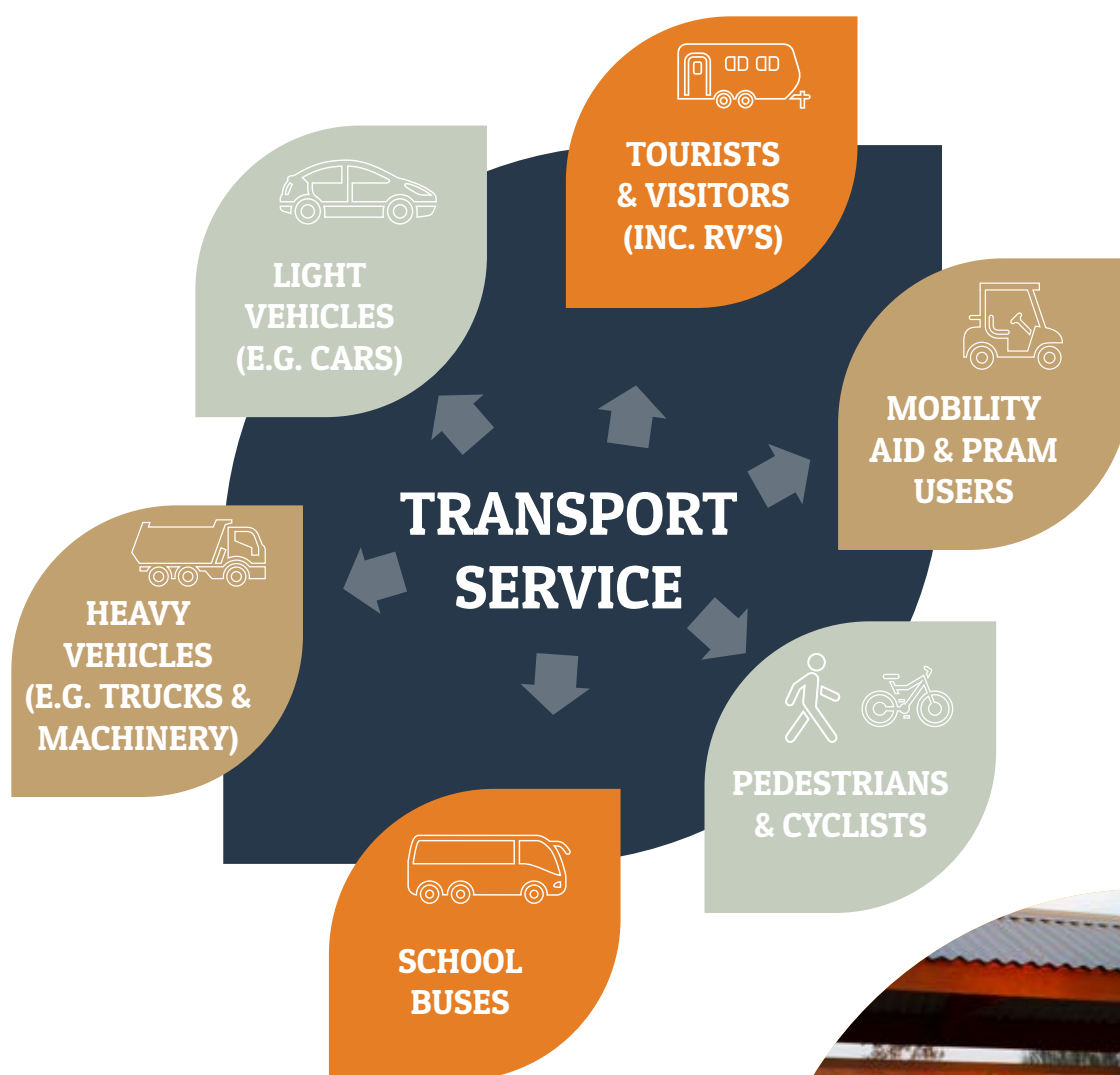 TOURISTS
& VISITORS
(INC. RV'S)
LIGHT
VEHICLES
(E.G. CARS)
MOBILITY
AID & PRAM
USERS
TRANSPORT
SERVICE
HEAVY
VEHICLES
(E.G. TRUCKS &
MACHINERY)
PEDESTRIANS
& CYCLISTS
SCHOOL
BUSES